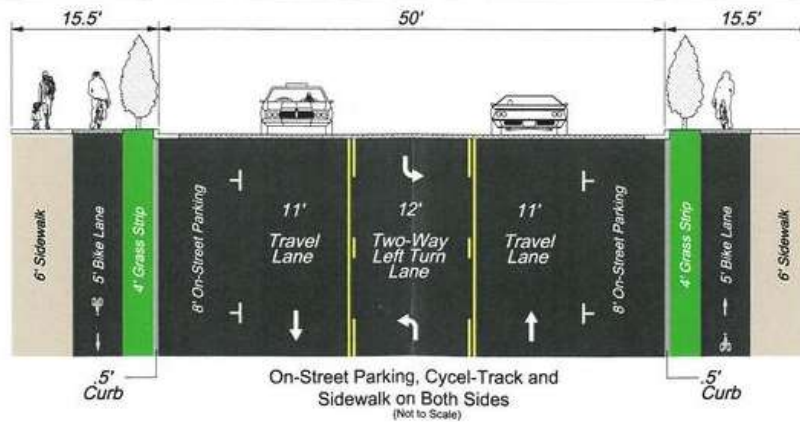 15.5'
50'
15.5'
6' Sidewalk
5' Bike Lane
4' Grass Strip
8' On-Street Parking
11'
Travel
Lane
12'
Two-Way
Left Turn
Lane
11'
Travel
Lane
8' On-Street Parking
4' Grass Strip
5' Bike Lane
6' Sidewalk
.5'
Curb
On-Street Parking, Cycel-Track and
Sidewalk on Both Sides
(Not to Scale)
.5'
Curb